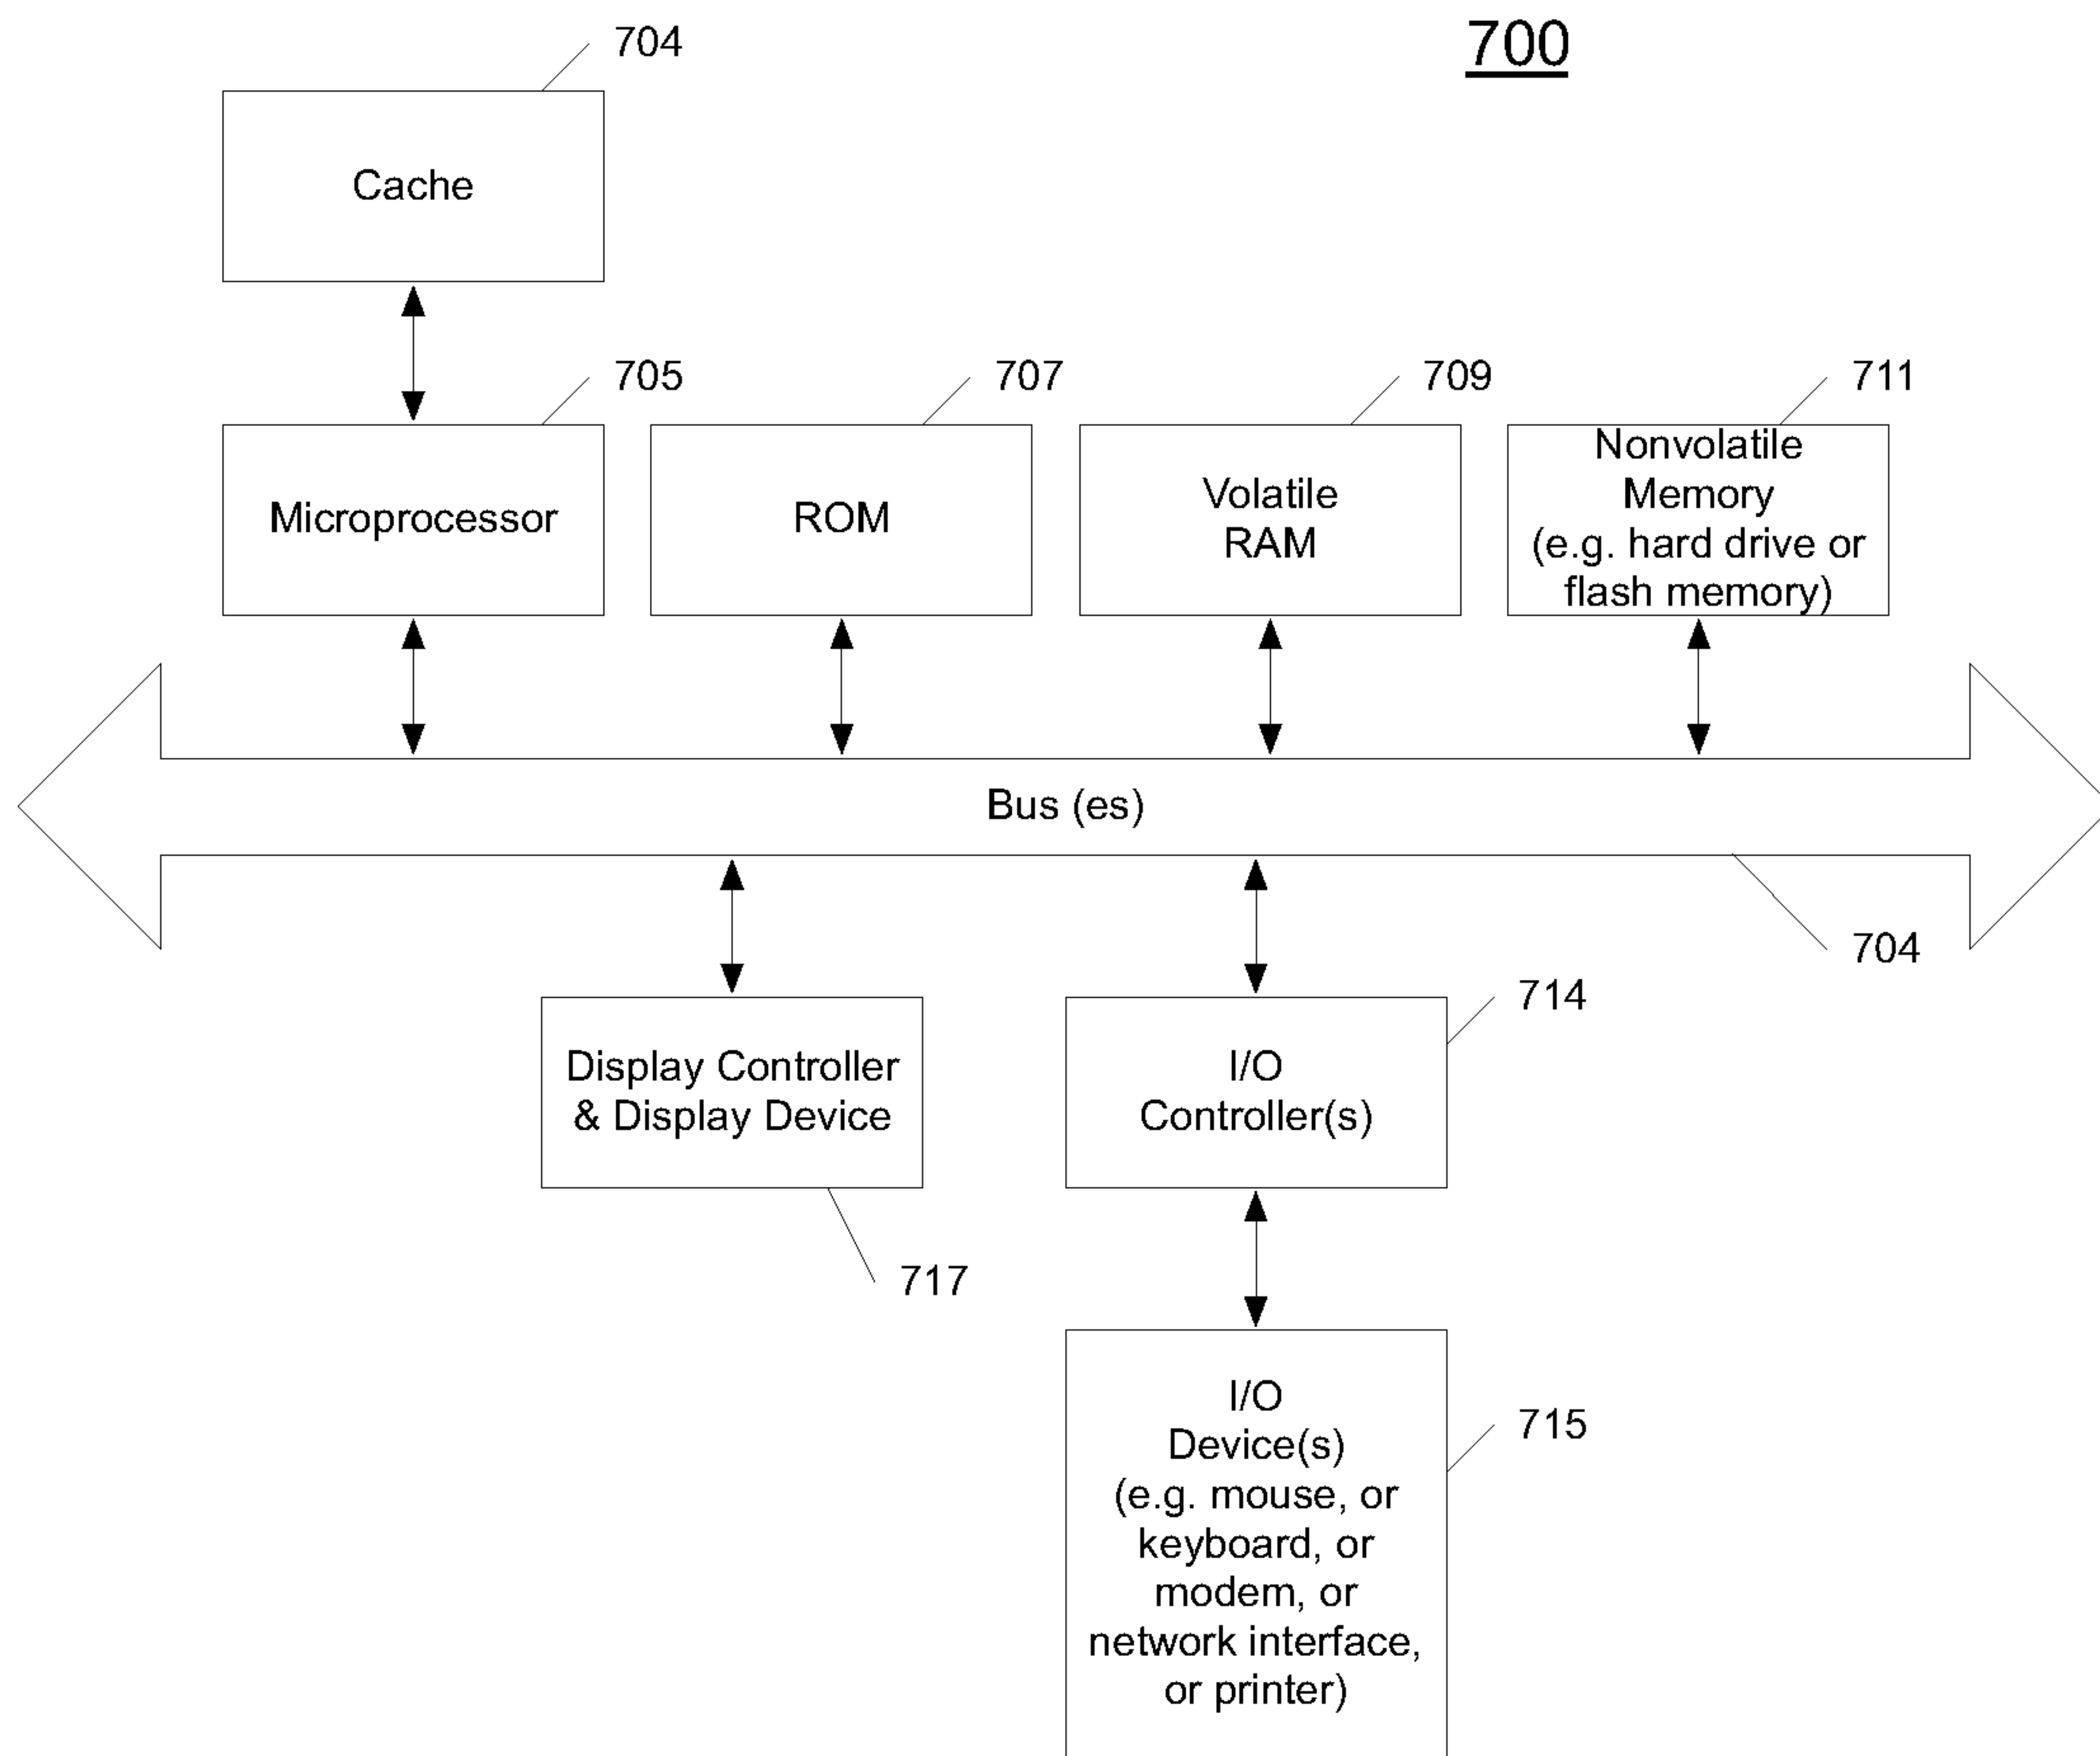 700
704
Cache
705
707
709
711
Microprocessor
ROM
Volatile
RAM
Nonvolatile
Memory
(e.g. hard drive or
flash memory)
Bus (es)
704
714
Display Controller
& Display Device
I/O
Controller(s)
717
715
I/O
Device(s)
(e.g. mouse, or
keyboard, or
modem, or
network interface,
or printer)